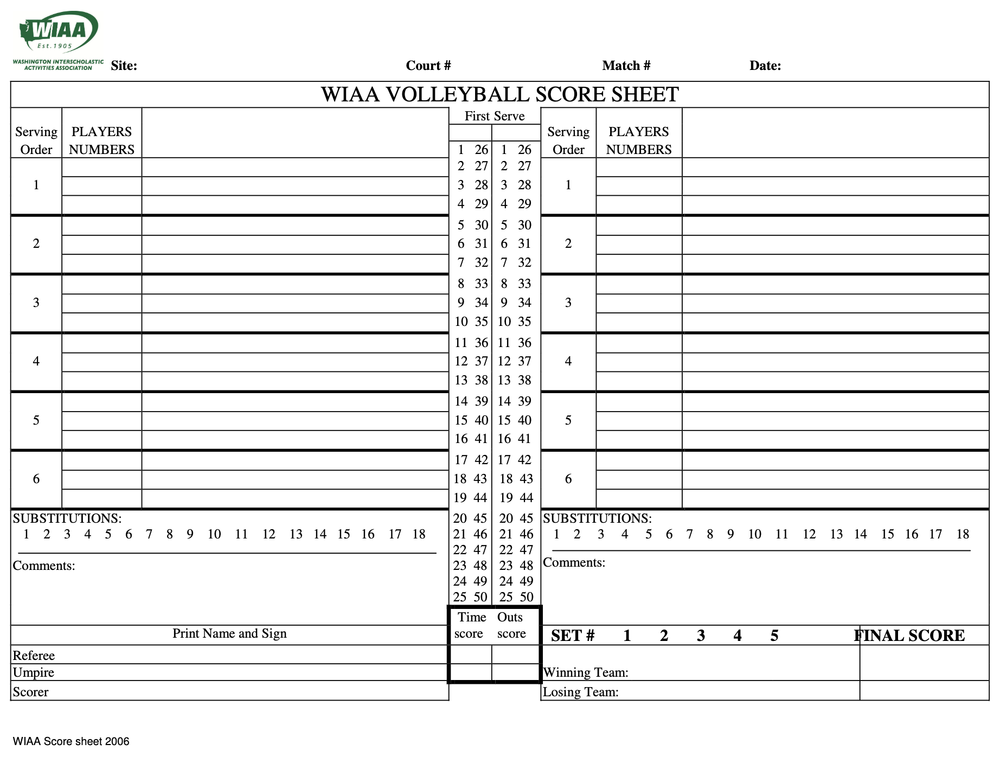 WIAA
Est. 1905
WASHINGTON INTERSCHOLASTIC
ACTIVITIES ASSOCIATION
Site: Court # Match # Date:
WIAA VOLLEYBALL SCORE SHEET
First Serve
Serving PLAYERS Serving PLAYERS
Order NUMBERS 1 26 1 26 Order NUMBERS
2 27 2 27
1 3 28 3 28 1
4 29 4 29
5 30 5 30
2 6 31 6 31 2
7 32 7 32
8 33 8 33
3 9 34 9 34 3
10 35 10 35
11 36 11 36
4 12 37 12 37 4
13 38 13 38
14 39 14 39
5 15 40 15 40 5
16 41 16 41
17 42 17 42
6 18 43 18 43 6
19 44 19 44
SUBSTITUTIONS: 20 45 20 45 SUBSTITUTIONS:
1 2 3 4 5 6 7 8 9 10 11 12 13 14 15 16 17 18 21 46 21 46 1 2 3 4 5 6 7 8 9 10 11 12 13 14 15 16 17 18
22 47 22 47
Comments: 23 48 23 48 Comments:
24 49 24 49
25 50 25 50
Time Outs
Print Name and Sign score score SET # 1 2 3 4 5 FINAL SCORE
Referee
Umpire Winning Team:
Scorer Losing Team:
WIAA Score sheet 2006